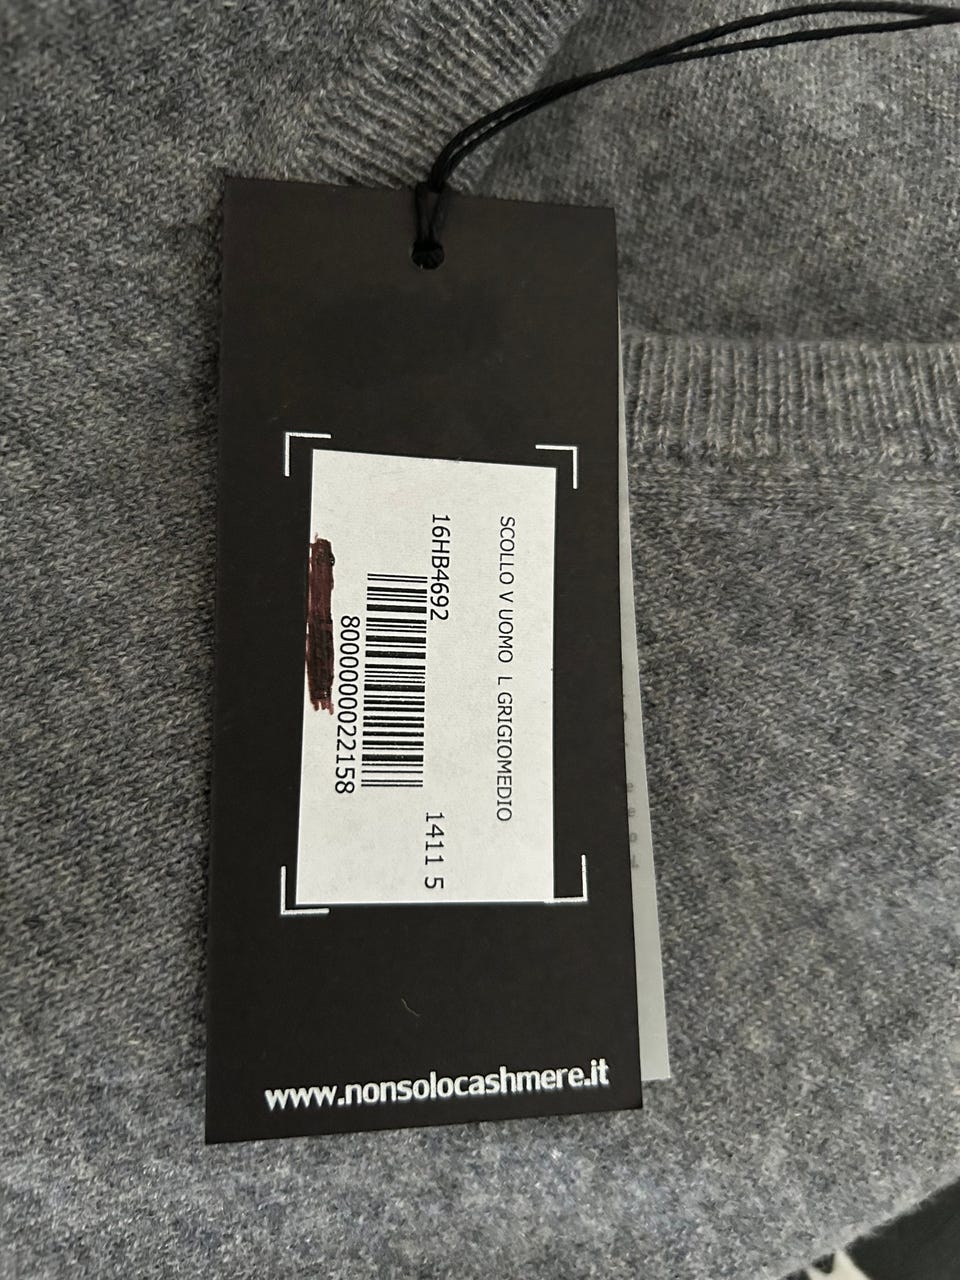 SCOLLO V UOMO L GRIGIOMEDIO
16HB4692
1411 5
8000000022158
www.nonsolocashmere.it